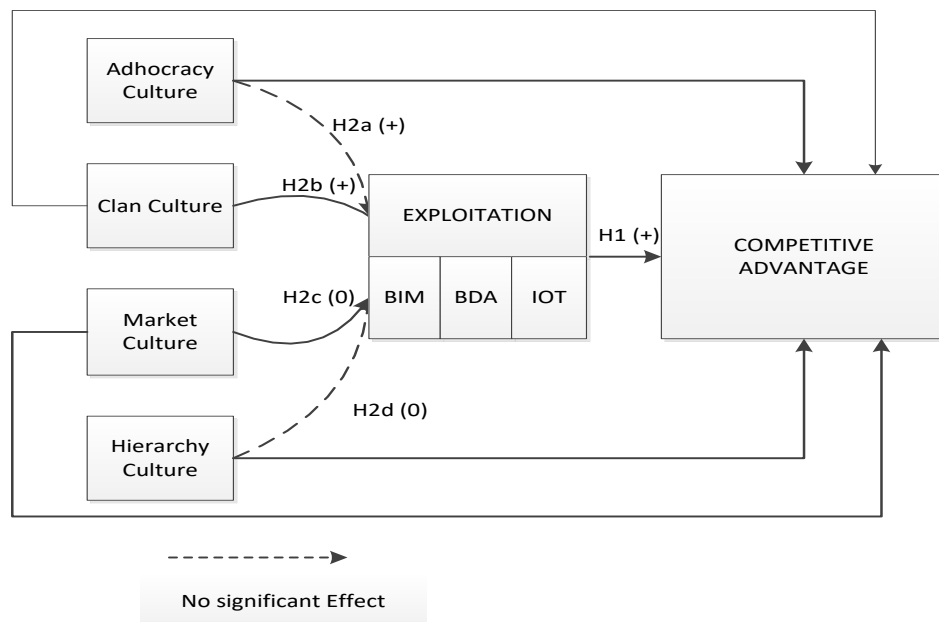 Adhocracy
Culture
H2a (+)
Clan Culture
H2b (+)
EXPLOITATION
BIM
BDA
IOT
H1 (+)
COMPETITIVE
ADVANTAGE
Market
Culture
H2c (0)
H2d (0)
Hierarchy
Culture
No significant Effect